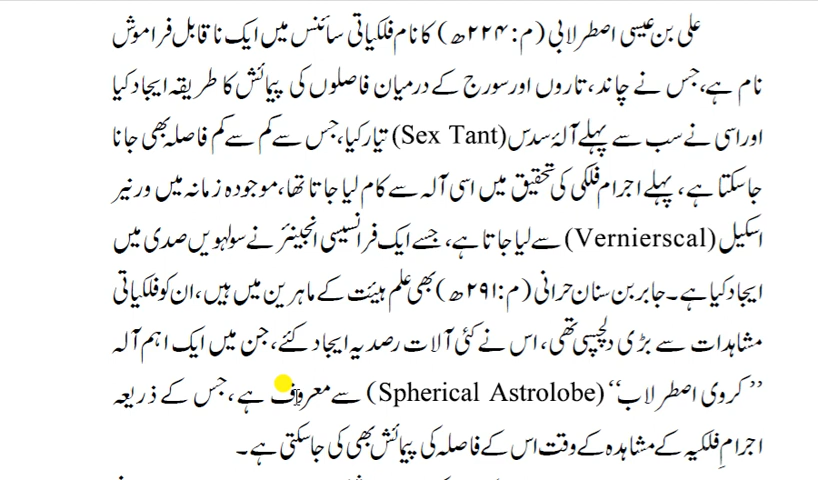 علی بن عیسی اصطرلابی (م:۲۲۴ھ) کا نام فلکیاتی سائنس میں ایک ناقابل فراموش
نام ہے، جس نے چاند، تاروں اور سورج کے درمیان فاصلوں کی پیمائش کا طریقہ ایجاد کیا
اور اسی نے سب سے پہلے آلۂ سدس (Sex Tant) تیار کیا، جس سے کم سے کم فاصلہ بھی جانا
جاسکتا ہے، پہلے اجرام فلکی کی تحقیق میں اسی آلہ سے کام لیا جاتا تھا، موجودہ زمانہ میں ورنیر
اسکیل (Vernierscal) سے لیا جاتا ہے، جسے ایک فرانسیسی انجینئر نے سولہویں صدی میں
ایجاد کیا ہے۔ جابر بن سنان حرانی (م:۲۹۱ھ) بھی علم ہیئت کے ماہرین میں ہیں، ان کو فلکیاتی
مشاہدات سے بڑی دلچسپی تھی، اس نے کئی آلات رصدیہ ایجاد کئے، جن میں ایک اہم آلہ
”کروی اصطرلاب“ (Spherical Astrolobe) سے معروف ہے، جس کے ذریعہ
اجرامِ فلکیہ کے مشاہدہ کے وقت اس کے فاصلہ کی پیمائش بھی کی جاسکتی ہے۔